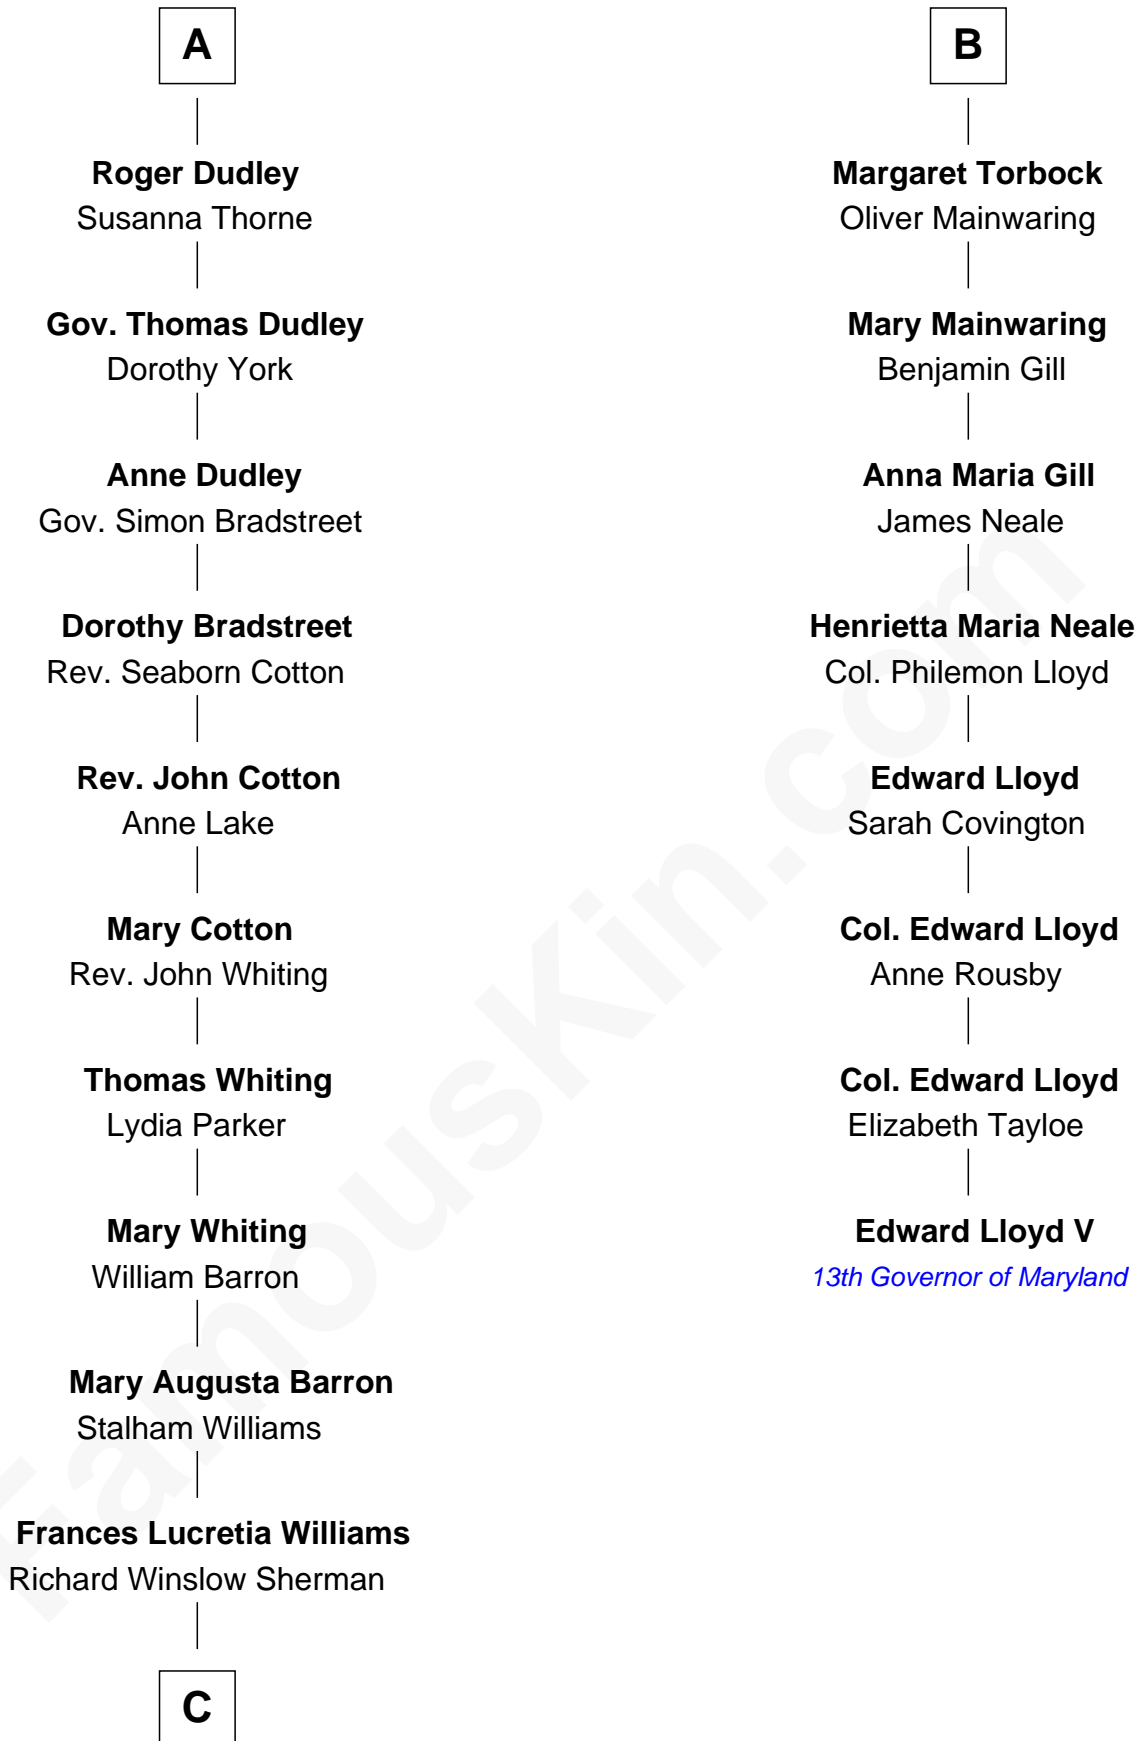 A
Roger Dudley
Susanna Thorne
Gov. Thomas Dudley
Dorothy York
Anne Dudley
Gov. Simon Bradstreet
Dorothy Bradstreet
Rev. Seaborn Cotton
Rev. John Cotton
Anne Lake
Mary Cotton
Rev. John Whiting
Thomas Whiting
Lydia Parker
Mary Whiting
William Barron
Mary Augusta Barron
Stalham Williams
Frances Lucretia Williams
Richard Winslow Sherman
C
B
Margaret Torbock
Oliver Mainwaring
Mary Mainwaring
Benjamin Gill
Anna Maria Gill
James Neale
Henrietta Maria Neale
Col. Philemon Lloyd
Edward Lloyd
Sarah Covington
Col. Edward Lloyd
Anne Rousby
Col. Edward Lloyd
Elizabeth Tayloe
Edward Lloyd V
13th Governor of Maryland
FamousKin.com